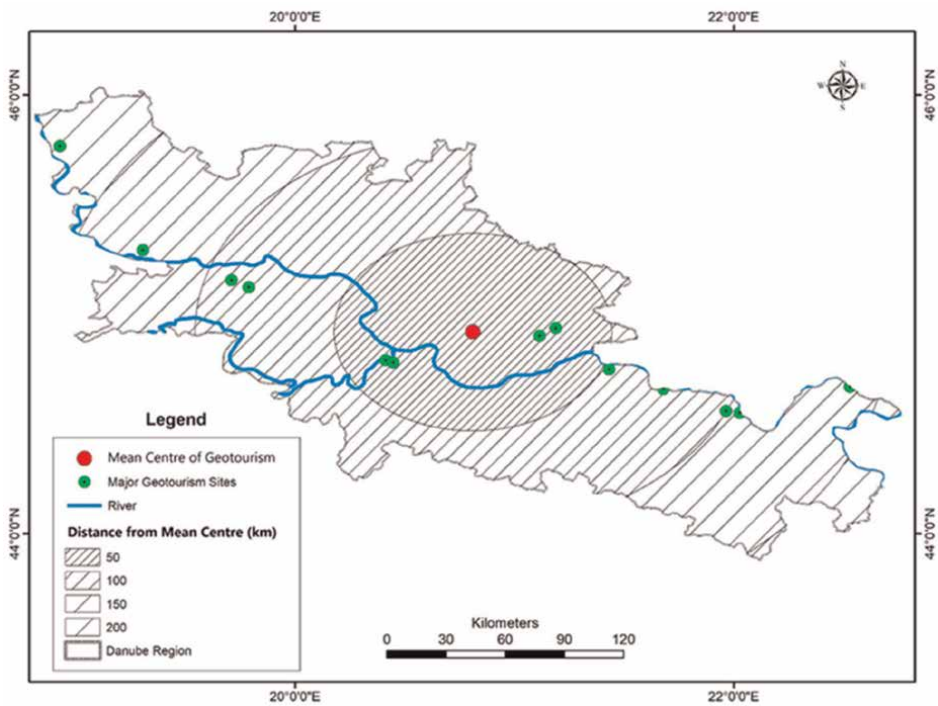 20°0'0"E 22°0'0"E
46°0'0"N 46°0'0"N
N
W E
S
Legend
Mean Centre of Geotourism
Major Geotourism Sites
River
Distance from Mean Centre (km)
50
100
150
200
Danube Region
44°0'0"N 44°0'0"N
Kilometers
0 30 60 90 120
20°0'0"E 22°0'0"E